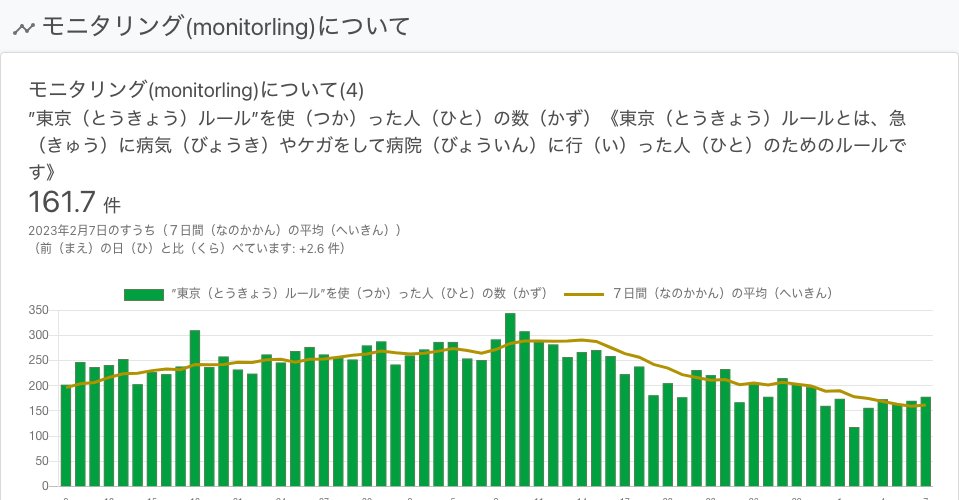 モニタリング(monitorling)について
モニタリング(monitorling)について(4)
”東京（とうきょう）ルール”を使（つか）った人（ひと）の数（かず）《東京（とうきょう）ルールとは、急
（きゅう）に病気（びょうき）やケガをして病院（びょういん）に行（い）った人（ひと）のためのルールで
す》
161.7 件
2023年2月7日のすうち（７日間（なのかかん）の平均（へいきん））
（前（まえ）の日（ひ）と比（くら）べています: +2.6 件）
”東京（とうきょう）ルール”を使（つか）った人（ひと）の数（かず） ７日間（なのかかん）の平均（へいきん）
350
300
250
200
150
100
50
0